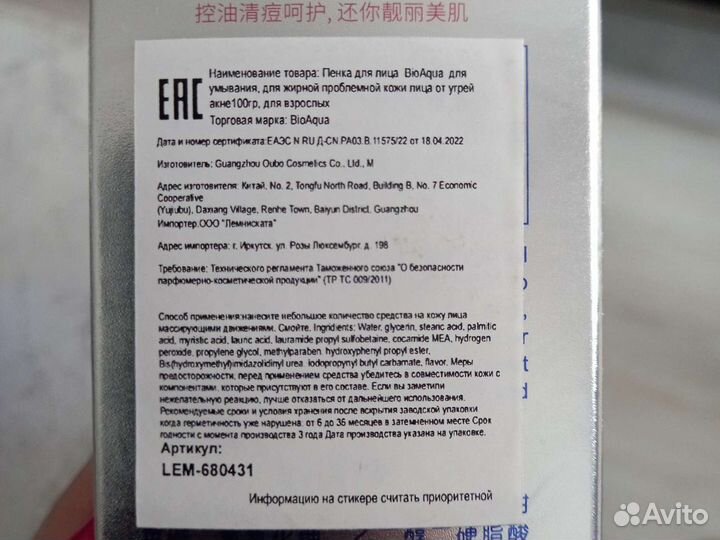 控油清痘呵护,还你靓丽美肌
EAC
Наименование товара: Пенка для лица BioAqua для
умывания, для жирной проблемной кожи лица от угрей
акне100гр, для взрослых
Торговая марка: BioAqua
Дата и номер сертификата:ЕАЭС N RU Д-CN.РА03.В.11575/22 от 18.04.2022
Изготовитель: Guangzhou Oubo Cosmetics Co., Ltd., M
Адрес изготовителя: Китай, No. 2, Tongfu North Road, Building B, No. 7 Economic
Cooperative
(Yujiubu), Daxiang Village, Renhe Town, Baiyun District, Guangzhou
Импортер.ООО "Лемниската"
Адрес импортера: г. Иркутск. ул. Розы Люксембург. д. 198
Требование: Технического регламента Таможенного союза "О безопасности
парфюмерно-косметической продукции" (ТР ТС 009/2011)
Способ применения:нанесите небольшое количество средства на кожу лица
массирующими движениями. Смойте. Ingridients: Water, glycerin, stearic acid, palmitic
acid, myristic acid, lauric acid, lauramide propyl sulfobetaine, cocamide MEA, hydrogen
peroxide, propylene glycol, methylparaben, hydroxyphenyl propyl ester,
Bis(hydroxymethyl)imidazolidinyl urea. iodopropynyl butyl carbamate, flavor. Меры
предосторожности: перед применением средства убедитесь в совместимости кожи с
компонентами, которые присутствуют в его составе. Если вы заметили
нежелательную реакцию, лучше отказаться от дальнейшего использования.
Рекомендуемые сроки и условия хранения после вскрытия заводской упаковки
когда герметичность уже нарушена: от 6 до 36 месяцев в затемненном месте Срок
годности с момента производства 3 года Дата производства указана на упаковке.
Артикул:
LEM-680431
Информацию на стикере считать приоритетной
硬脂酸
Avito